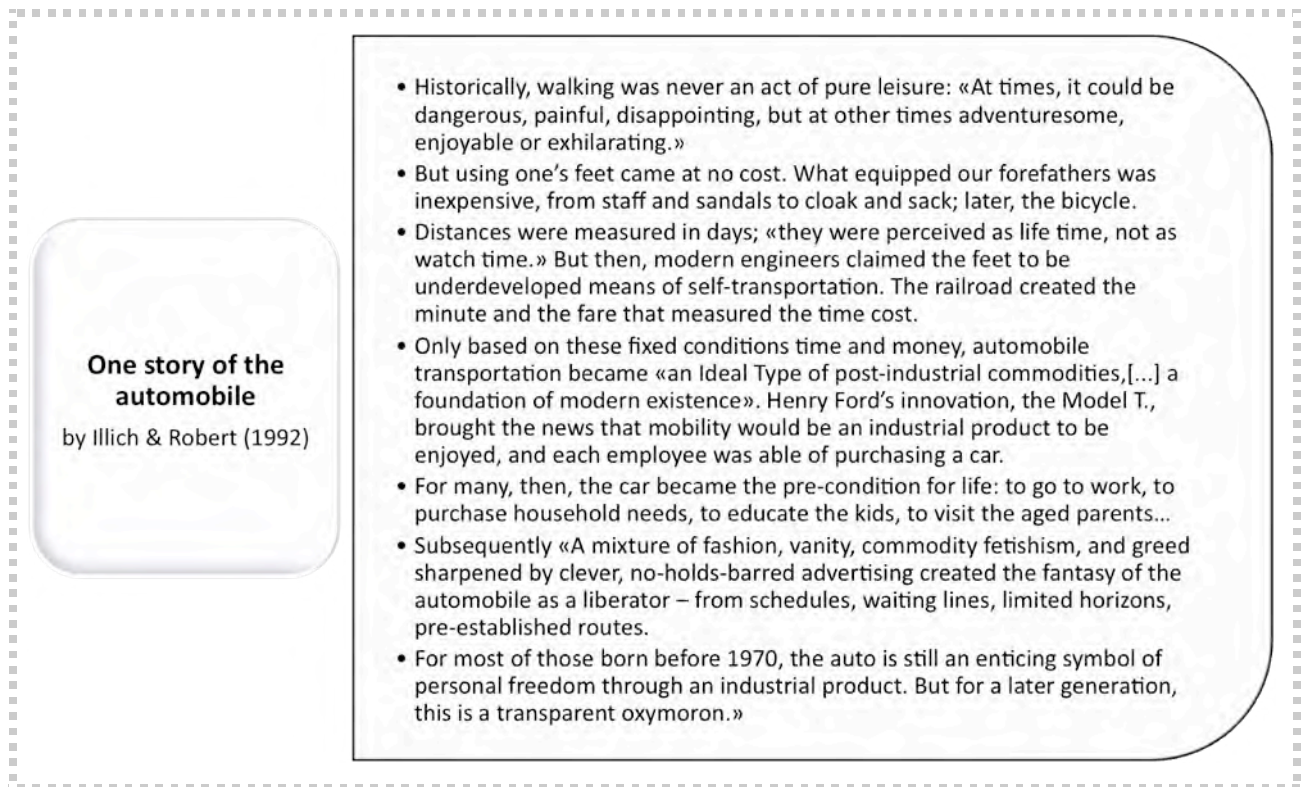 One story of the
automobile
by Illich & Robert (1992)
• Historically, walking was never an act of pure leisure: «At times, it could be
dangerous, painful, disappointing, but at other times adventuresome,
enjoyable or exhilarating.»
• But using one’s feet came at no cost. What equipped our forefathers was
inexpensive, from staff and sandals to cloak and sack; later, the bicycle.
• Distances were measured in days; «they were perceived as life time, not as
watch time.» But then, modern engineers claimed the feet to be
underdeveloped means of self-transportation. The railroad created the
minute and the fare that measured the time cost.
• Only based on these fixed conditions time and money, automobile
transportation became «an Ideal Type of post-industrial commodities,[...] a
foundation of modern existence». Henry Ford’s innovation, the Model T.,
brought the news that mobility would be an industrial product to be
enjoyed, and each employee was able of purchasing a car.
• For many, then, the car became the pre-condition for life: to go to work, to
purchase household needs, to educate the kids, to visit the aged parents...
• Subsequently «A mixture of fashion, vanity, commodity fetishism, and greed
sharpened by clever, no-holds-barred advertising created the fantasy of the
automobile as a liberator – from schedules, waiting lines, limited horizons,
pre-established routes.
• For most of those born before 1970, the auto is still an enticing symbol of
personal freedom through an industrial product. But for a later generation,
this is a transparent oxymoron.»